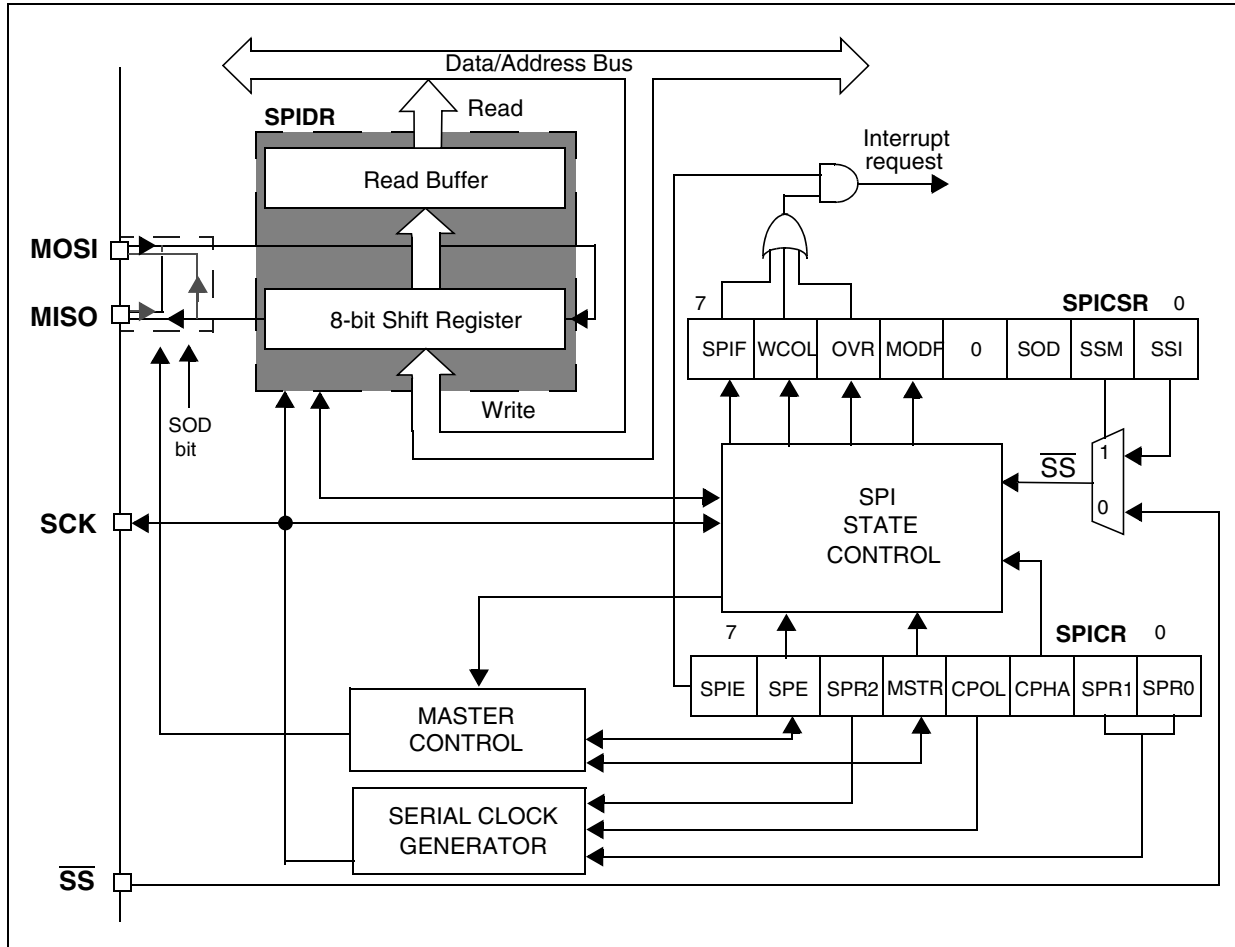 Data/Address Bus
SPIDR
Read
Read Buffer
Interrupt
request
MOSI
MISO
8-bit Shift Register
Write
SOD
bit
7 SPICSR 0
SPIF WCOL OVR MODF 0 SOD SSM SSI
1
SS
0
SCK
SPI
STATE
CONTROL
7 SPICR 0
SPIE SPE SPR2 MSTR CPOL CPHA SPR1 SPR0
MASTER
CONTROL
SERIAL CLOCK
GENERATOR
SS